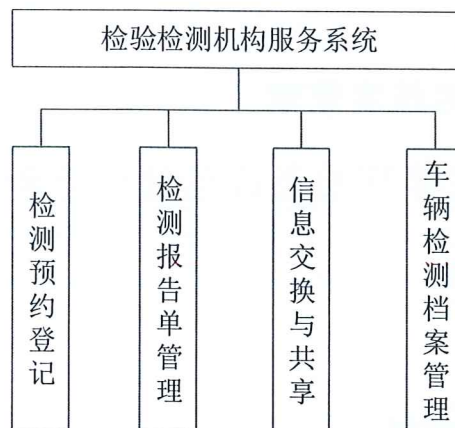 检验检测机构服务系统
检测预约登记
检测报告单管理
信息交换与共享
车辆检测档案管理